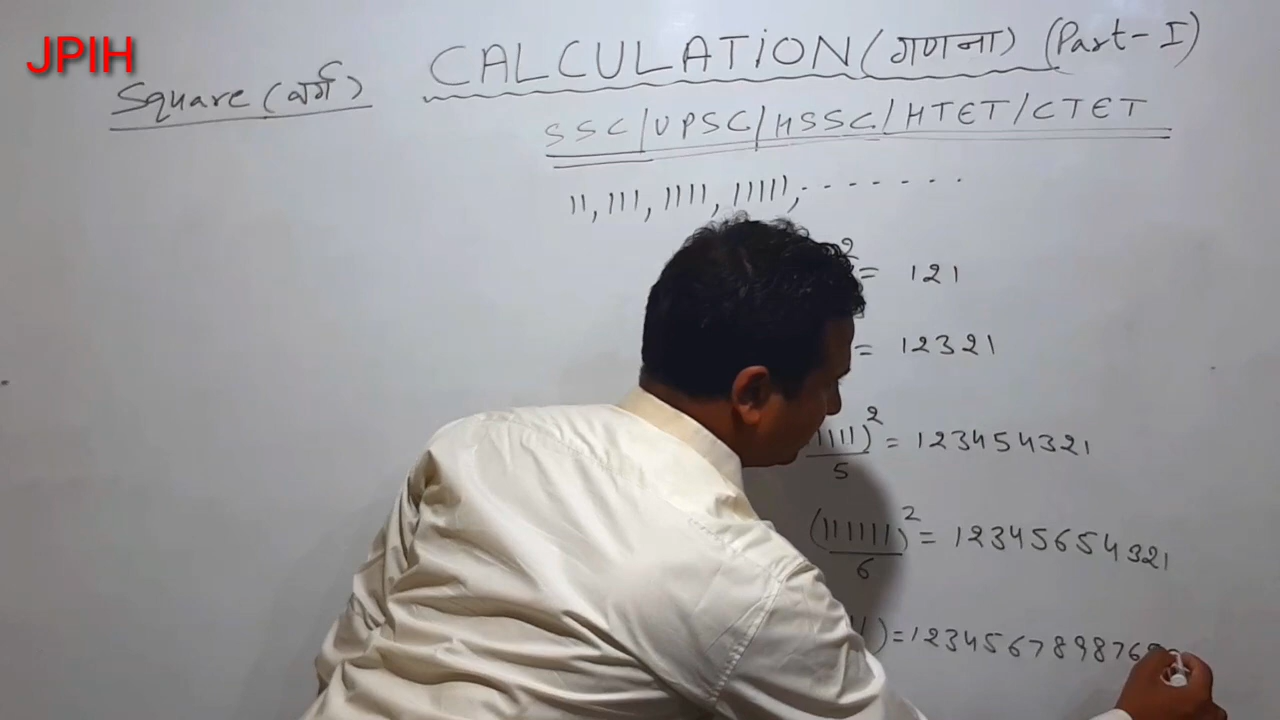 JPIH
CALCULATION (गणना) (Part-I)
Square (वर्ग)
SSC/UPSC/HSSC/HTET/CTET
11, 111, 1111, 11111, - - - - - - -
2 = 121
= 12321
1111)² = 123454321
5
(111111)² = 12345654321
6
) = 123456789876